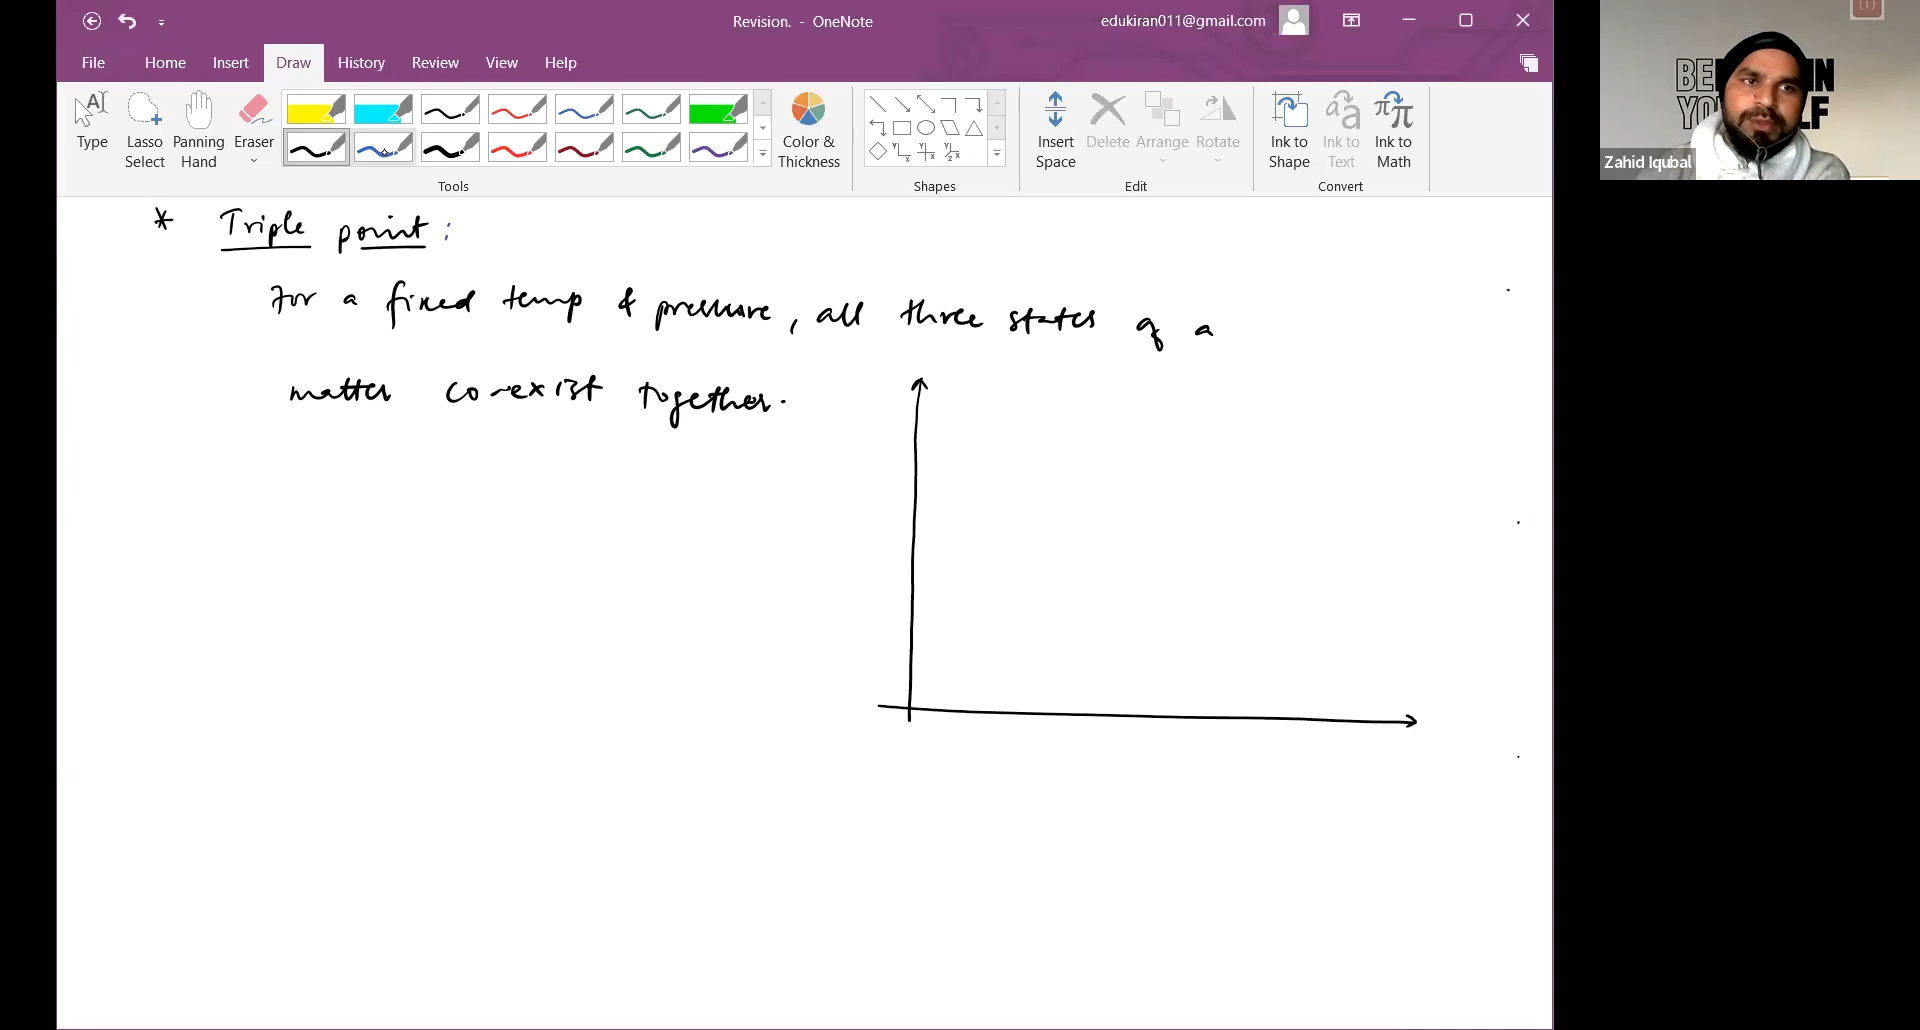 Revision. - OneNote
edukiran011@gmail.com
File Home Insert Draw History Review View Help
Type
Lasso Select
Panning Hand
Eraser
Color & Thickness
Insert Space
Delete
Arrange
Rotate
Ink to Shape
Ink to Text
Ink to Math
Tools
Shapes
Edit
Convert
* Triple point :
For a fixed temp & pressure, all three states of a
matter co-exist together.
Zahid Iqubal